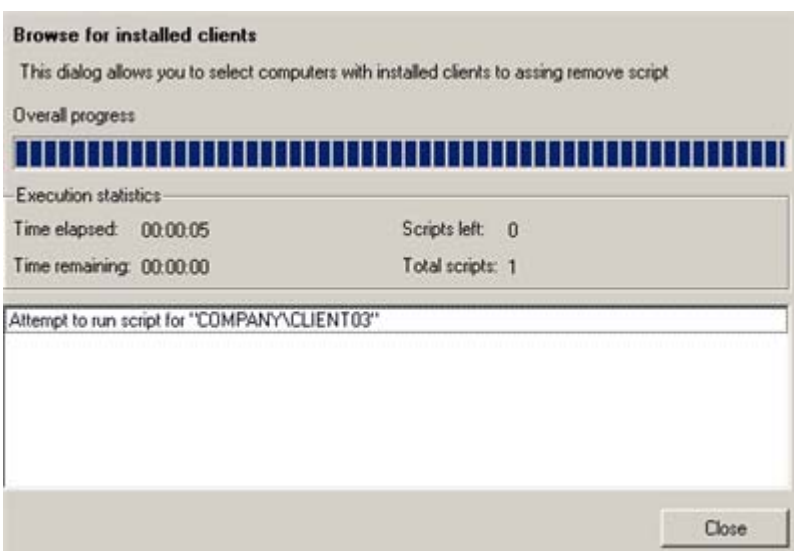 Browse for installed clients
This dialog allows you to select computers with installed clients to assing remove script
Overall progress
Execution statistics
Time elapsed: 00:00:05 Scripts left: 0
Time remaining: 00:00:00 Total scripts: 1
Attempt to run script for "COMPANY\CLIENT03"
Close